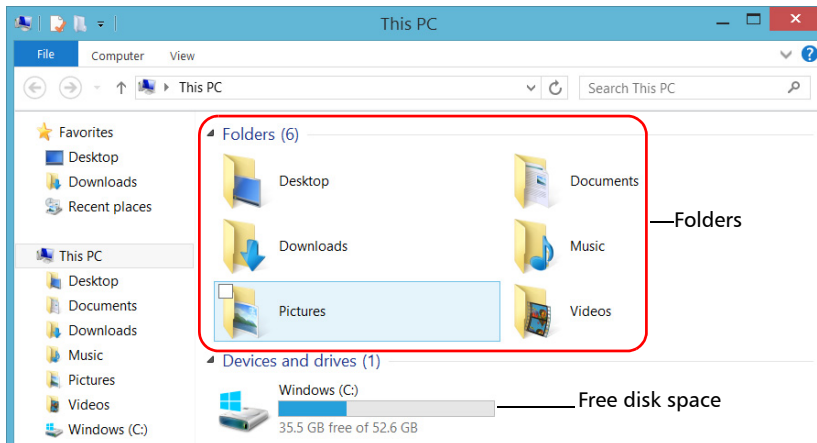 This PC
File Computer View
This PC
Search This PC
Favorites
Desktop
Downloads
Recent places
This PC
Desktop
Documents
Downloads
Music
Pictures
Videos
Windows (C:)
Folders (6)
Desktop
Documents
Downloads
Music
Pictures
Videos
Folders
Devices and drives (1)
Windows (C:)
35.5 GB free of 52.6 GB
Free disk space